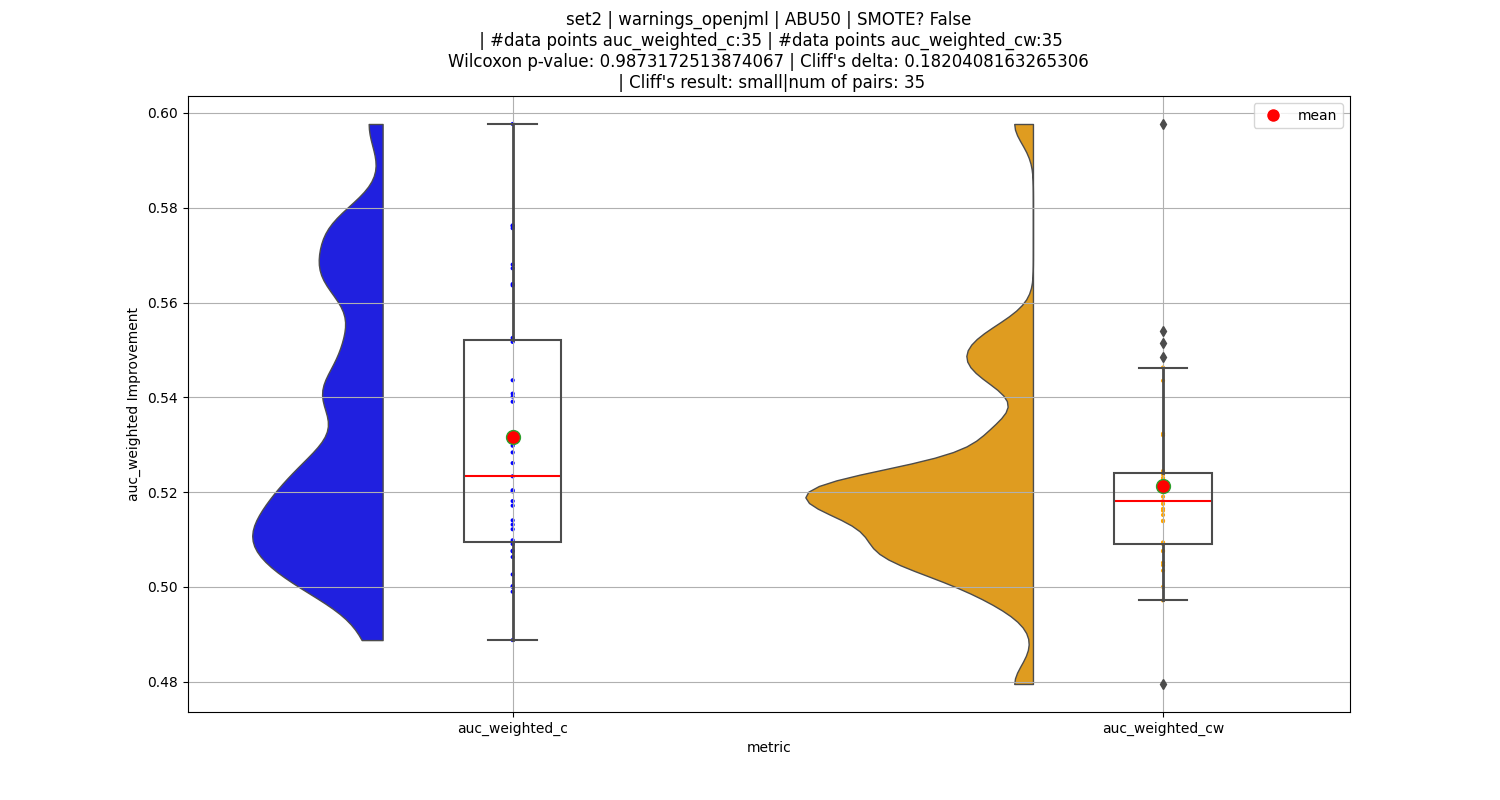 set2 | warnings_openjml | ABU50 | SMOTE? False
| #data points auc_weighted_c:35 | #data points auc_weighted_cw:35
Wilcoxon p-value: 0.9873172513874067 | Cliff's delta: 0.1820408163265306
| Cliff's result: small|num of pairs: 35
mean
auc_weighted Improvement
0.60
0.58
0.56
0.54
0.52
0.50
0.48
auc_weighted_c
auc_weighted_cw
metric